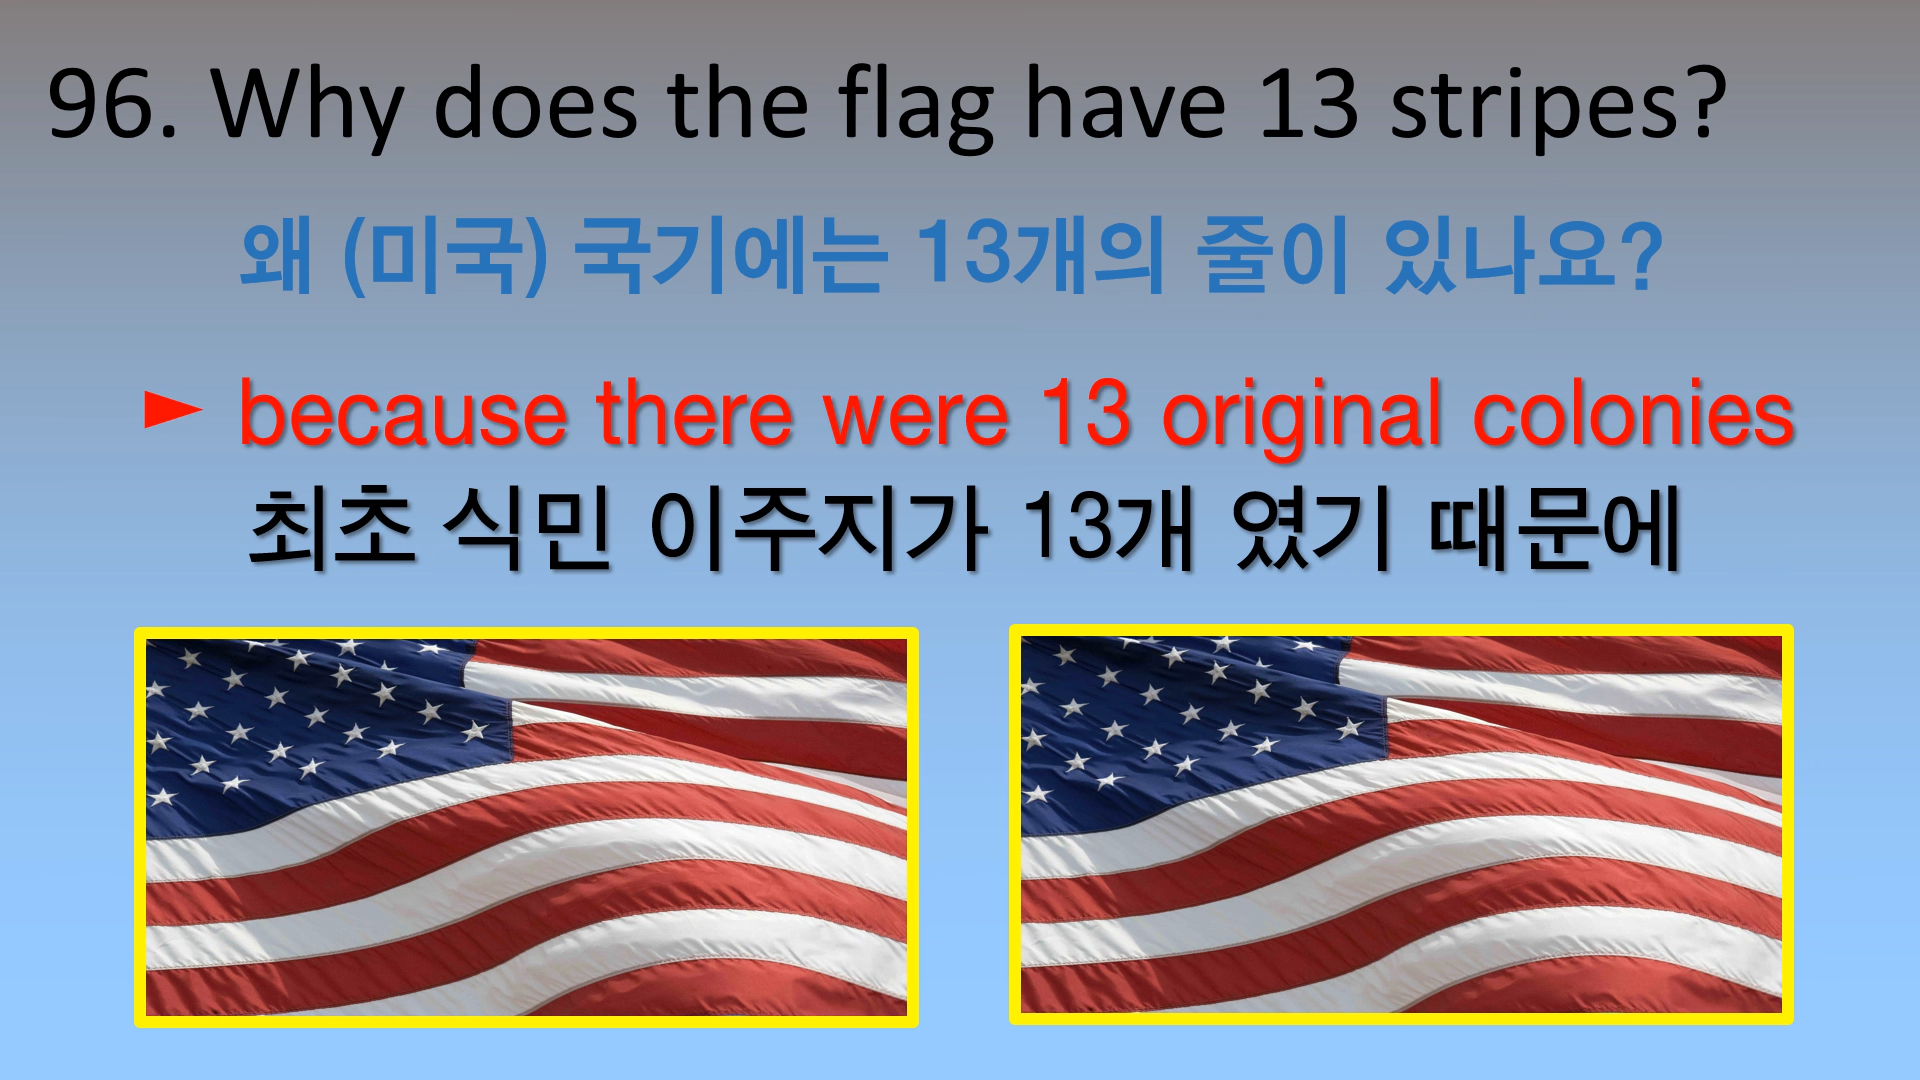 96. Why does the flag have 13 stripes?
왜 (미국) 국기에는 13개의 줄이 있나요?
► because there were 13 original colonies
최초 식민 이주지가 13개 였기 때문에